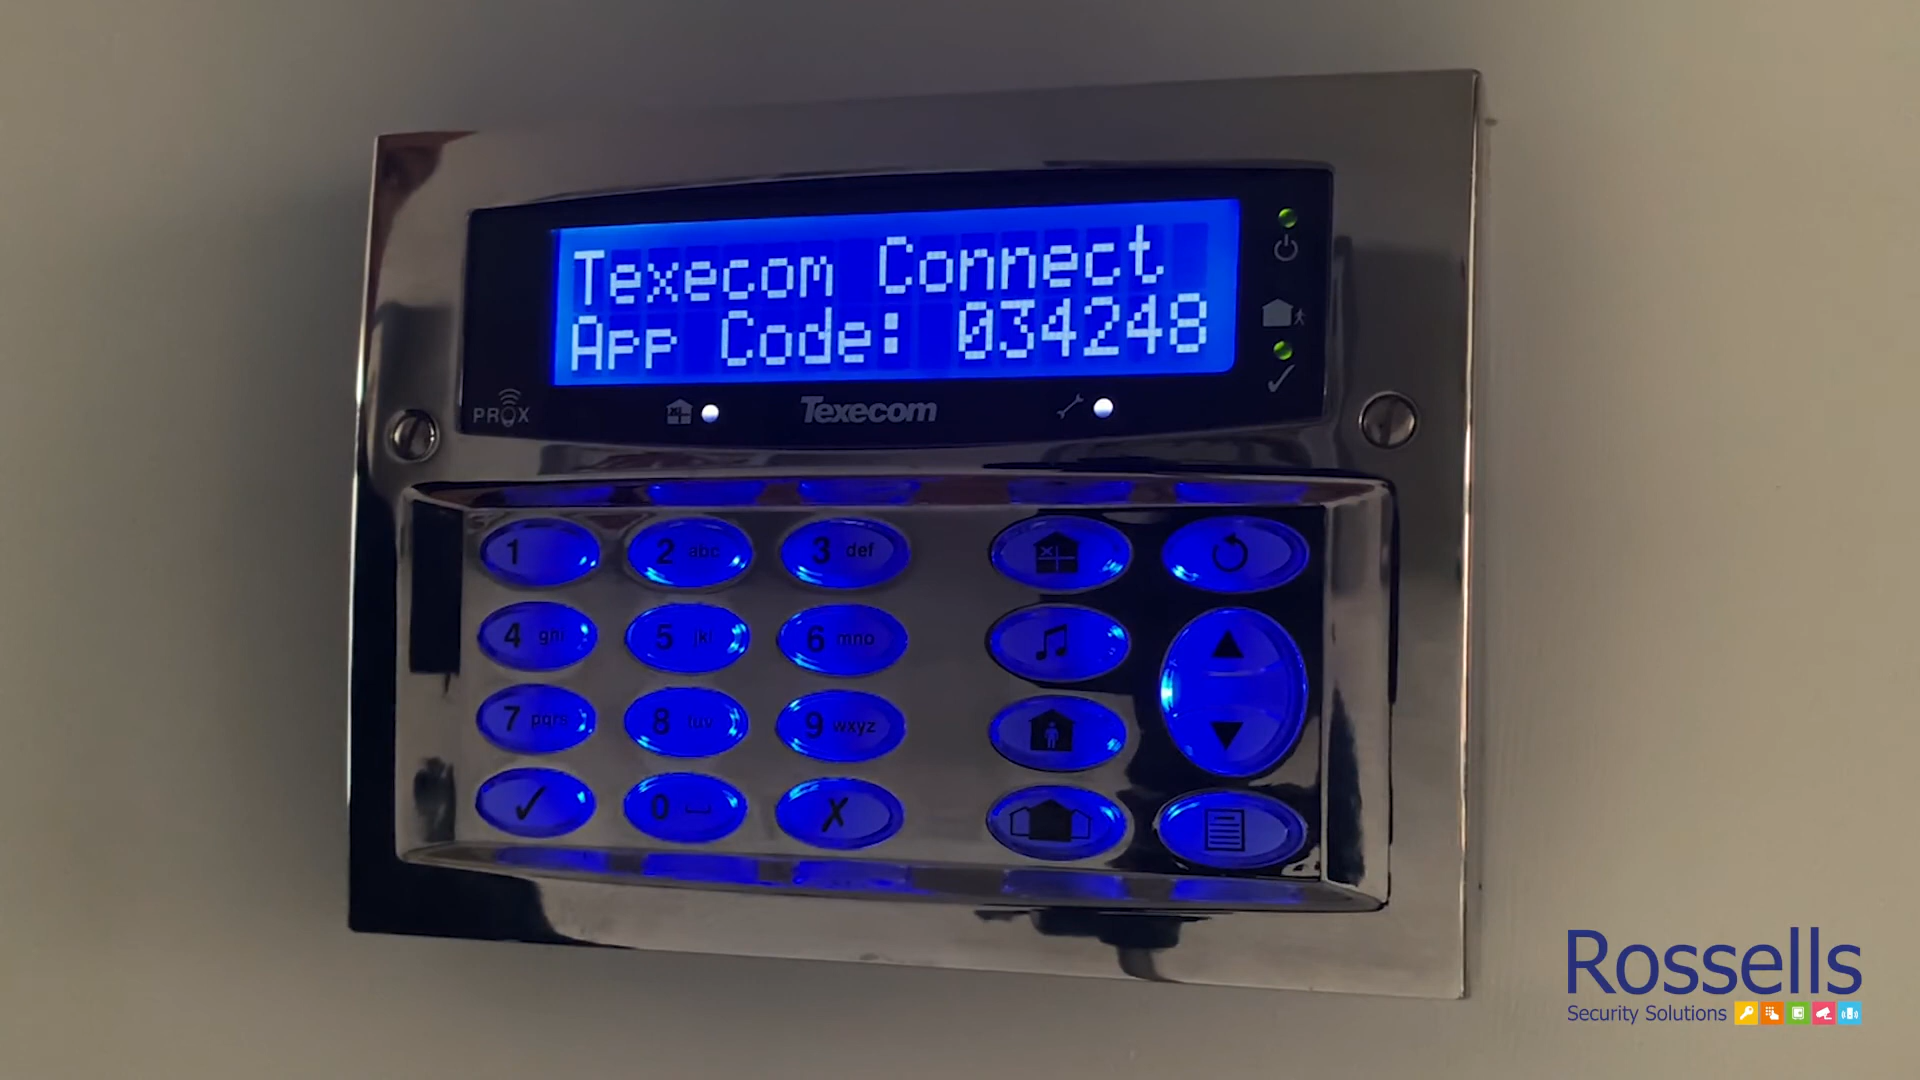 Texecom Connect
App Code: 034248
PROX
Texecom
1
2 abc
3 def
4 ghi
5 jkl
6 mno
7 pqrs
8 tuv
9 wxyz
0
Rossells
Security Solutions